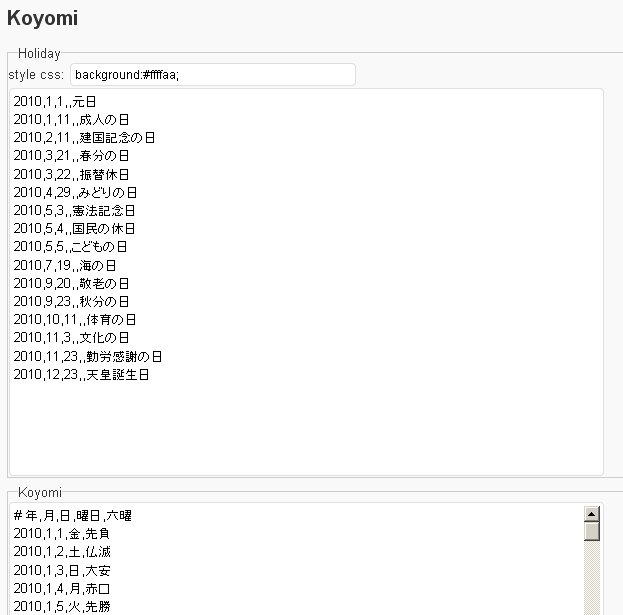 Koyomi
Holiday
style css: background:#ffffaa;
2010,1,1,,元日
2010,1,11,,成人の日
2010,2,11,,建国記念の日
2010,3,21,,春分の日
2010,3,22,,振替休日
2010,4,29,,みどりの日
2010,5,3,,憲法記念日
2010,5,4,,国民の休日
2010,5,5,,こどもの日
2010,7,19,,海の日
2010,9,20,,敬老の日
2010,9,23,,秋分の日
2010,10,11,,体育の日
2010,11,3,,文化の日
2010,11,23,,勤労感謝の日
2010,12,23,,天皇誕生日
Koyomi
# 年,月,日,曜日,六曜
2010,1,1,金,先負
2010,1,2,土,仏滅
2010,1,3,日,大安
2010,1,4,月,赤口
2010,1,5,火,先勝